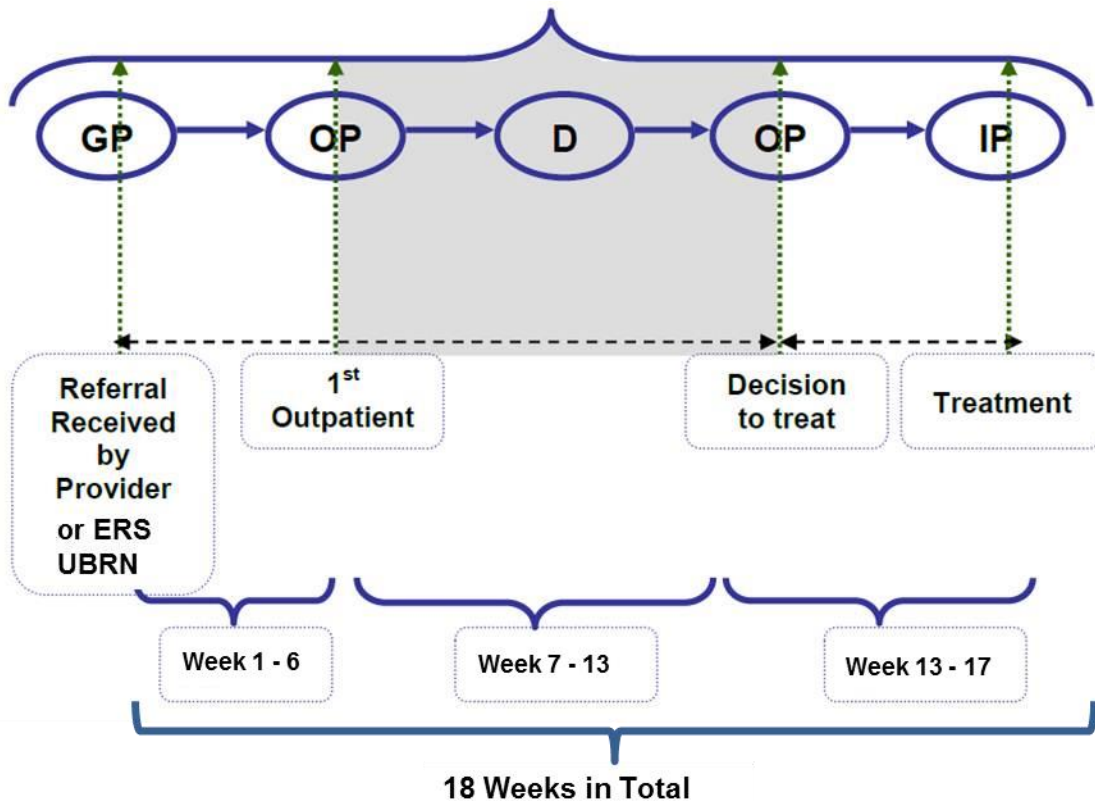 GP
OP
D
OP
IP
Referral
Received
by
Provider
or ERS
UBRN
1st
Outpatient
Decision
to treat
Treatment
Week 1 - 6
Week 7 - 13
Week 13 - 17
18 Weeks in Total